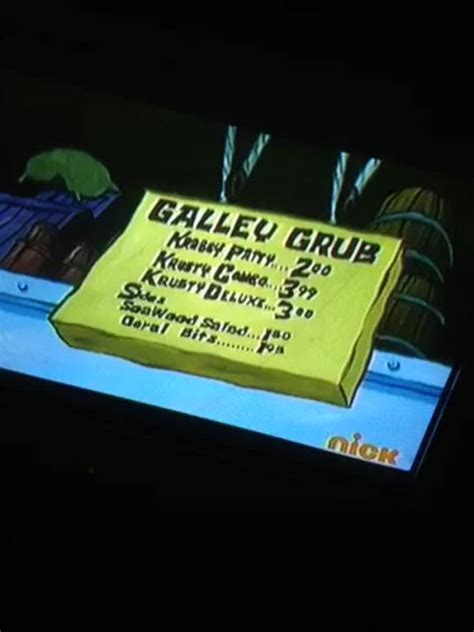 GALLEY GRUB
KRABBY PATTY.... 2 00
KRUSTY COMBO... 3 99
KRUSTY DELUXE... 3 00
Sides
SeaWeed Salad... 1 50
Coral Bits........ 1 95
nick